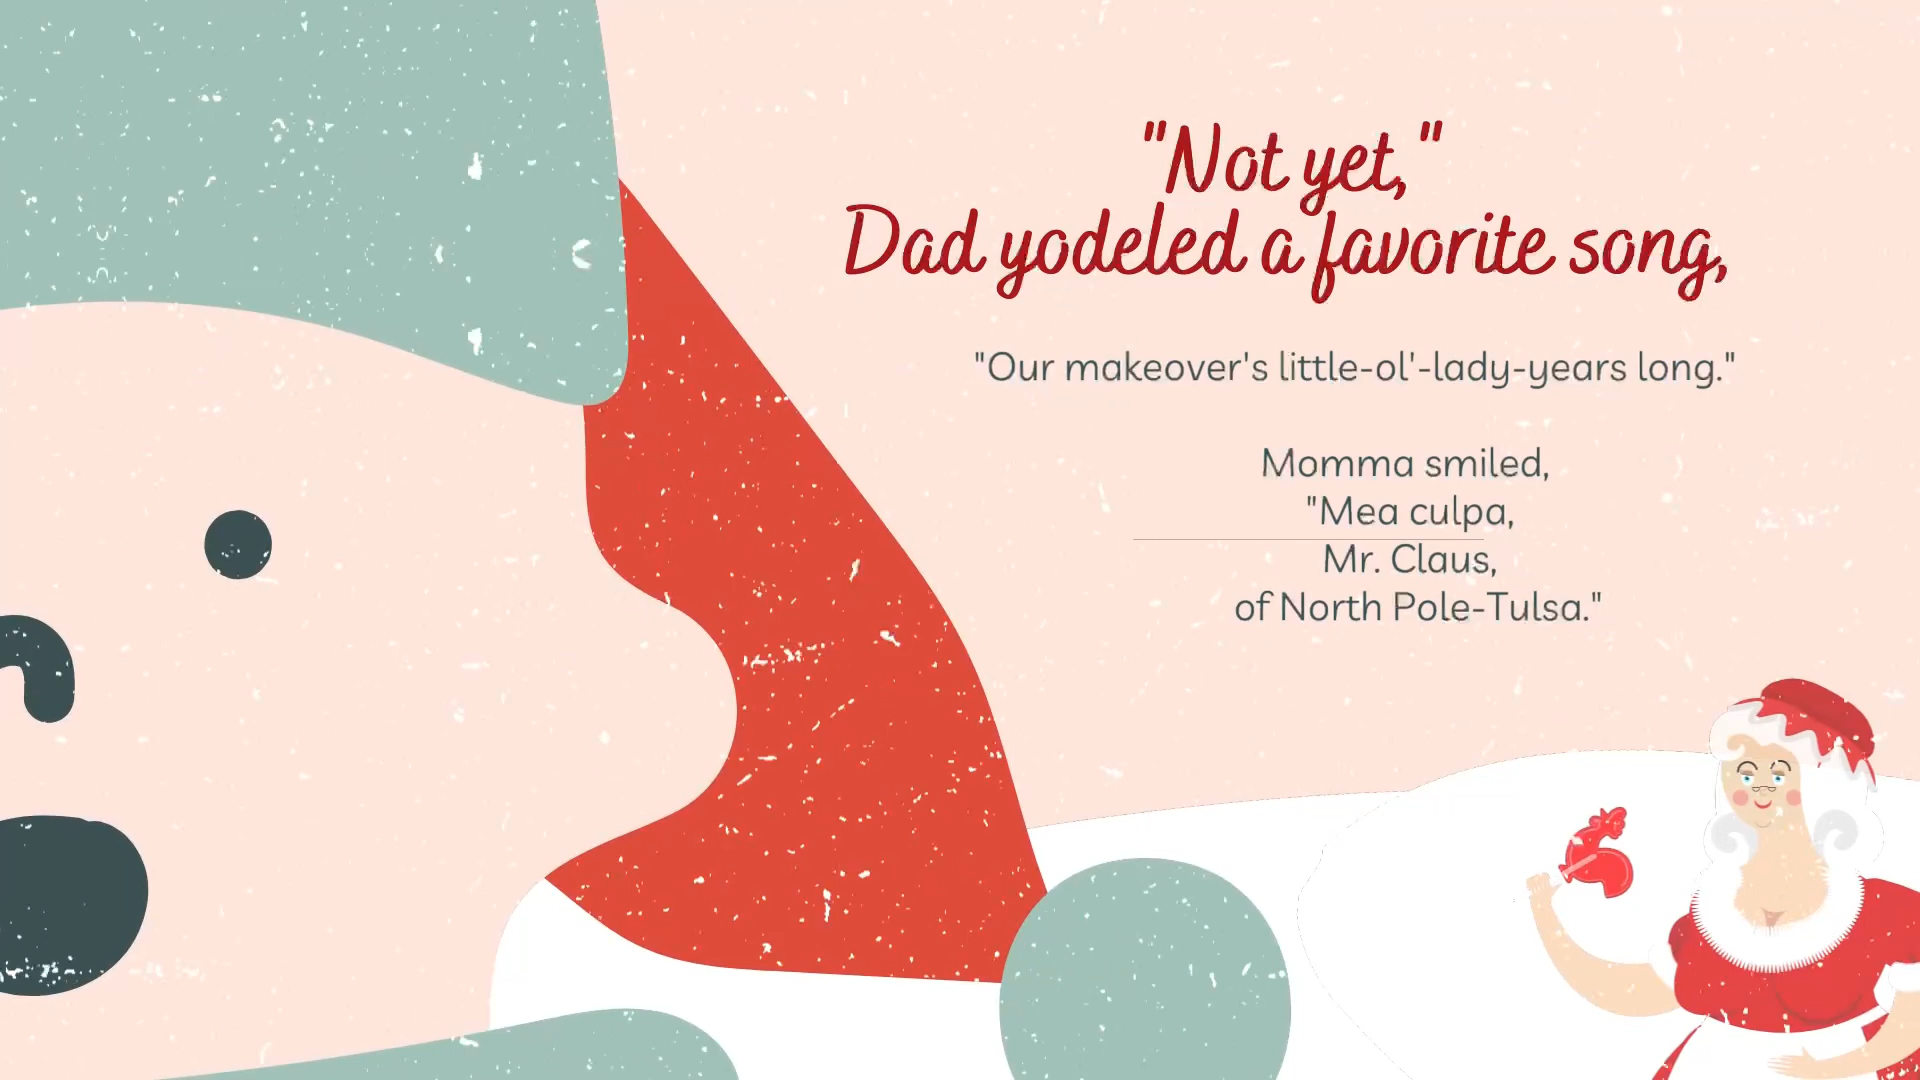 "Not yet,"
Dad yodeled a favorite song,
"Our makeover's little-ol'-lady-years long."
Momma smiled,
"Mea culpa,
Mr. Claus,
of North Pole-Tulsa."